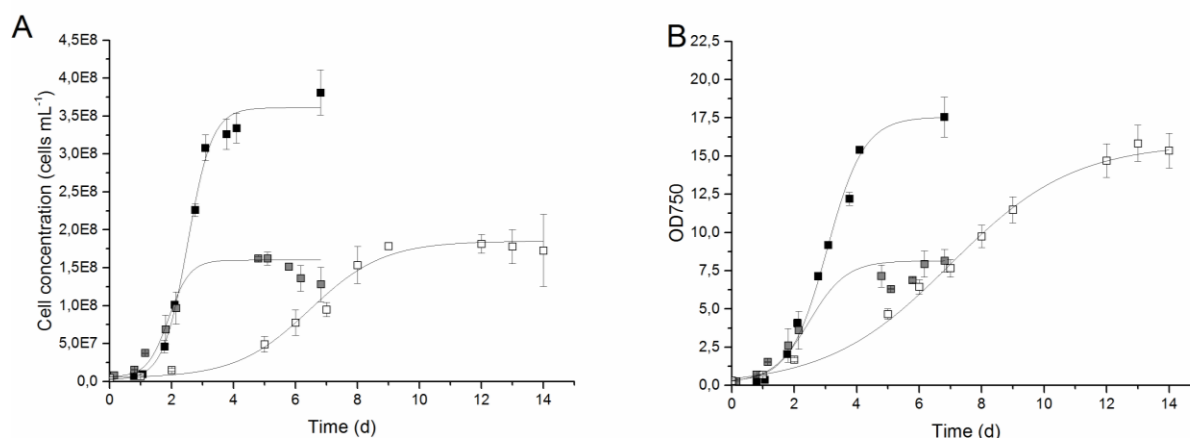 A
Cell concentration (cells mL⁻¹)
4,5E8
4,0E8
3,5E8
3,0E8
2,5E8
2,0E8
1,5E8
1,0E8
5,0E7
0,0
0 2 4 6 8 10 12 14
Time (d)
B
OD750
22,5
20,0
17,5
15,0
12,5
10,0
7,5
5,0
2,5
0,0
0 2 4 6 8 10 12 14
Time (d)